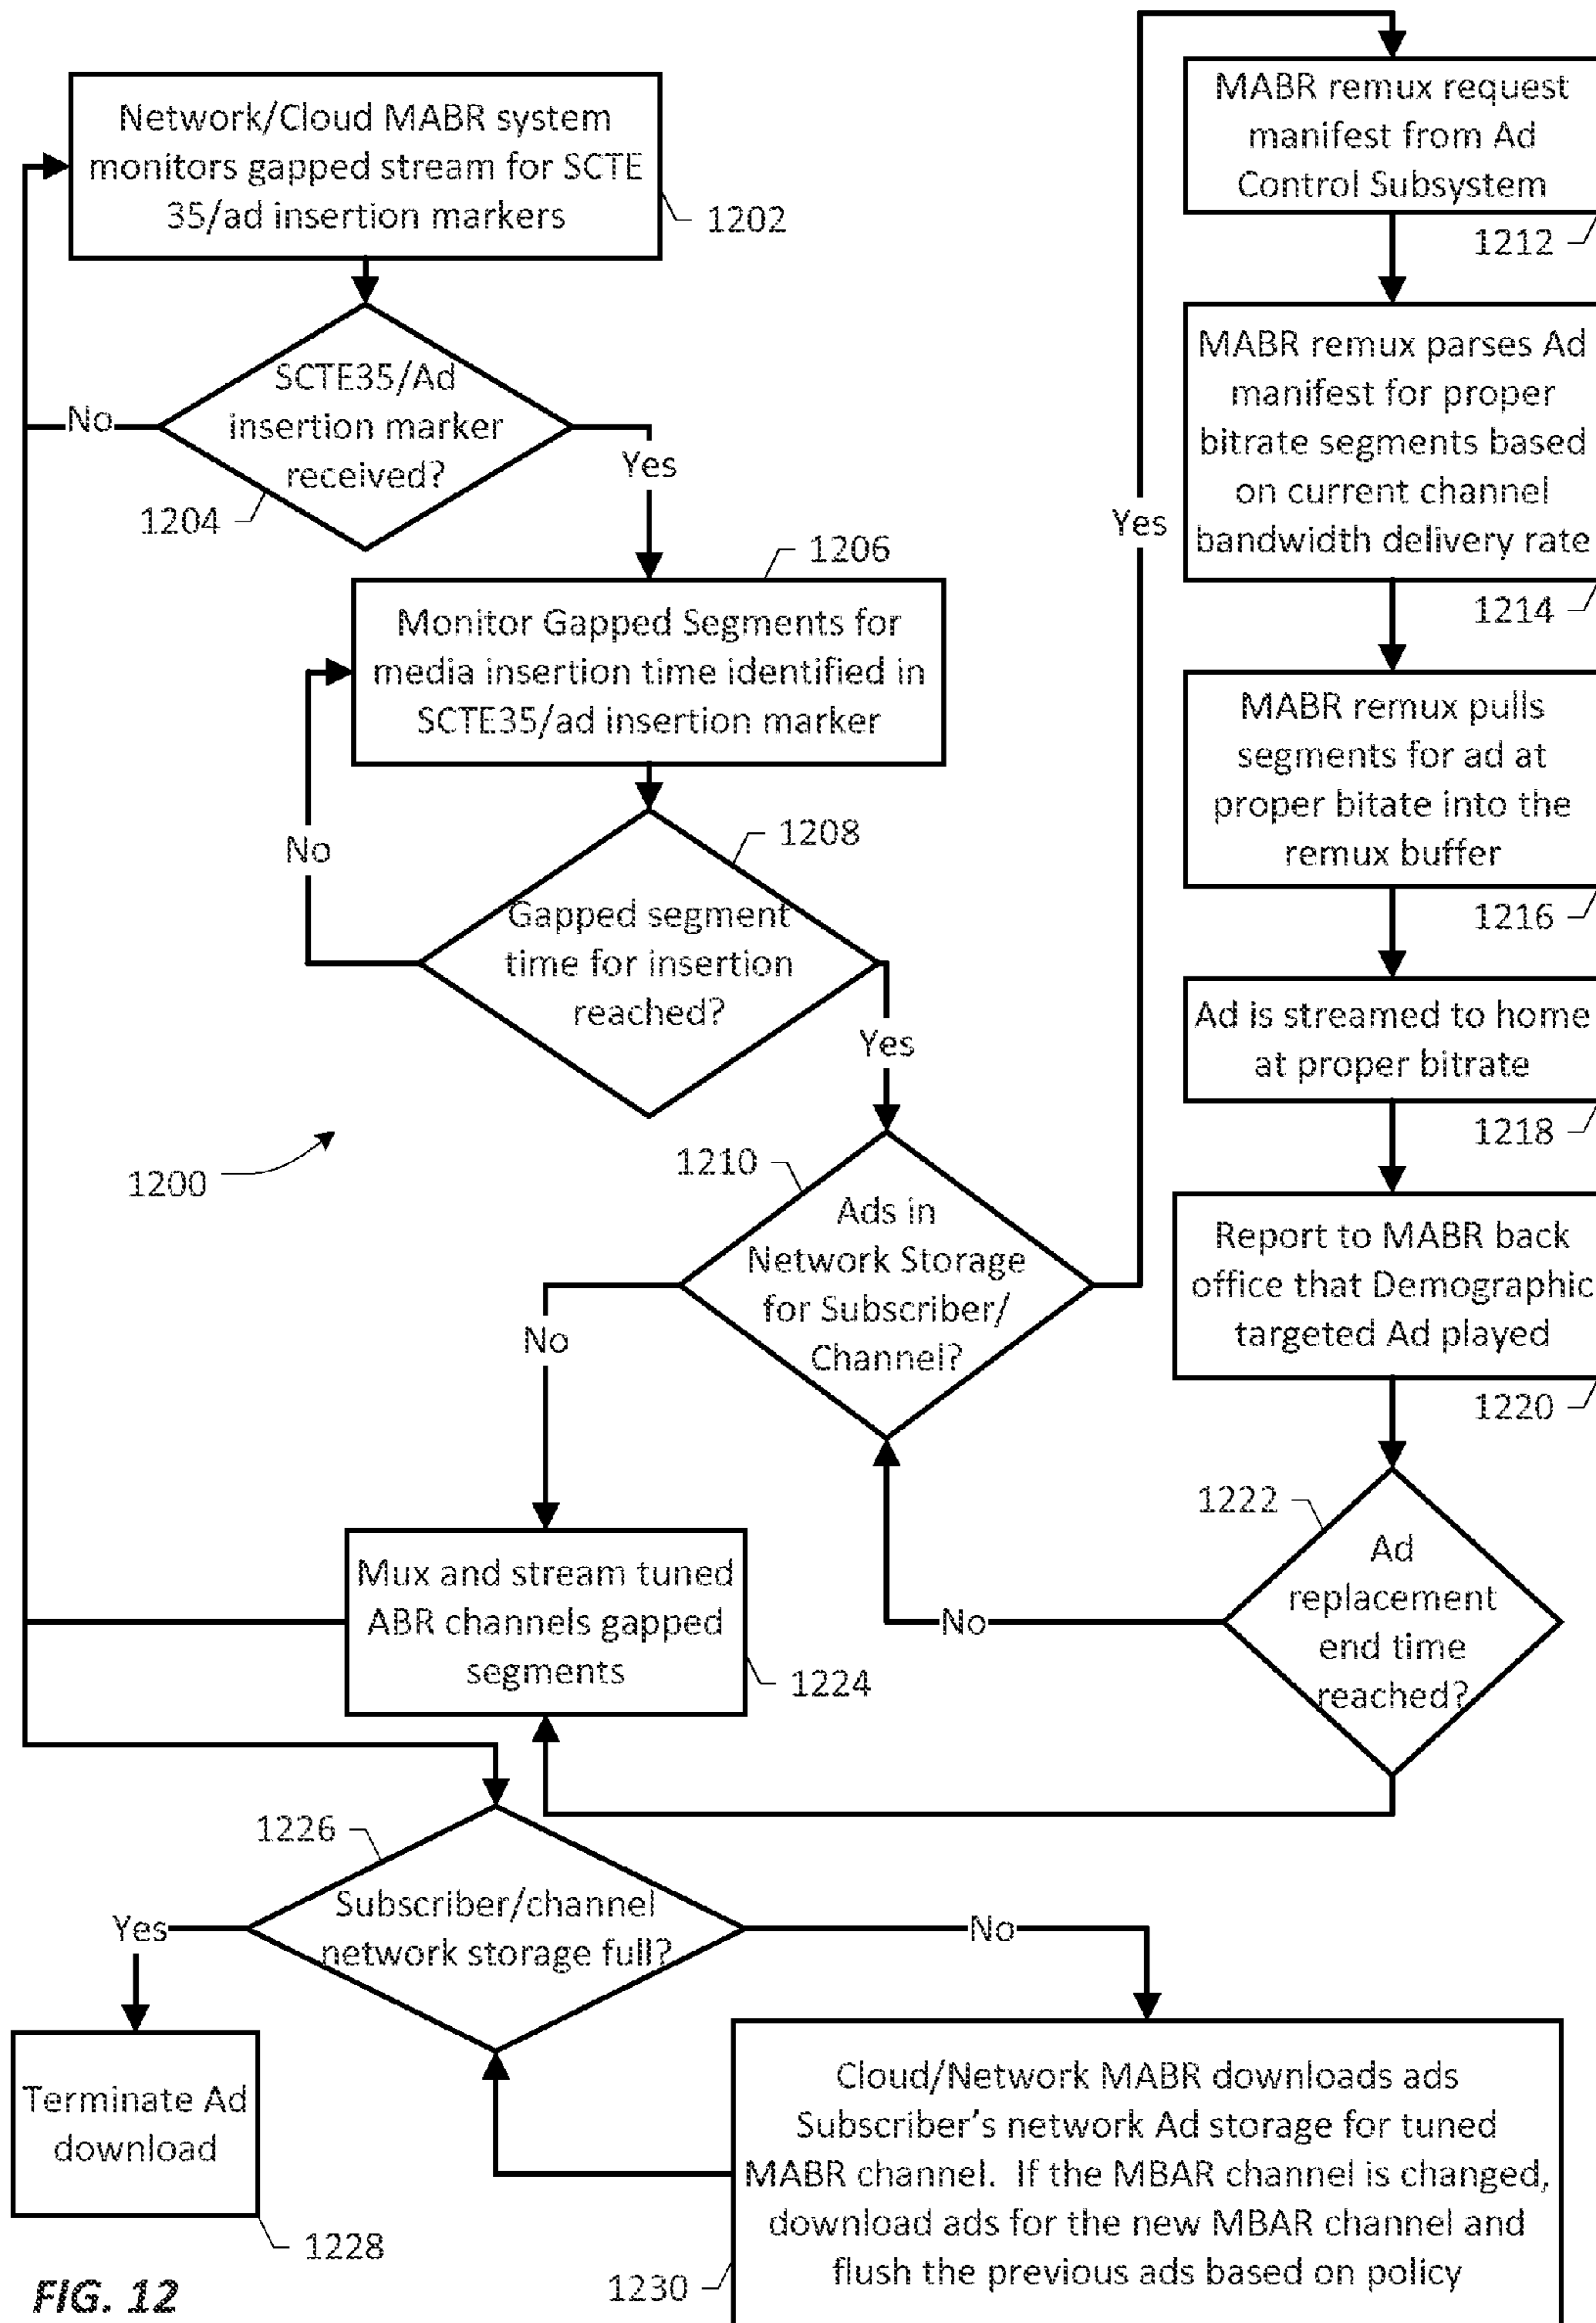 Network/Cloud MABR system
monitors gapped stream for SCTE
35/ad insertion markers
1202
SCTE35/Ad
insertion marker
received?
No
Yes
1204
1206
Monitor Gapped Segments for
media insertion time identified in
SCTE35/ad insertion marker
1208
No
Gapped segment
time for insertion
reached?
Yes
1200
1210
Ads in
Network Storage
for Subscriber/
Channel?
No
Yes
MABR remux request
manifest from Ad
Control Subsystem
1212
MABR remux parses Ad
manifest for proper
bitrate segments based
on current channel
bandwidth delivery rate
1214
MABR remux pulls
segments for ad at
proper bitate into the
remux buffer
1216
Ad is streamed to home
at proper bitrate
1218
Report to MABR back
office that Demographic
targeted Ad played
1220
1222
Ad
replacement
end time
reached?
No
Mux and stream tuned
ABR channels gapped
segments
1224
1226
Subscriber/channel
network storage full?
Yes
No
Terminate Ad
download
1228
Cloud/Network MABR downloads ads
Subscriber's network Ad storage for tuned
MABR channel. If the MBAR channel is changed,
download ads for the new MBAR channel and
flush the previous ads based on policy
1230
FIG. 12